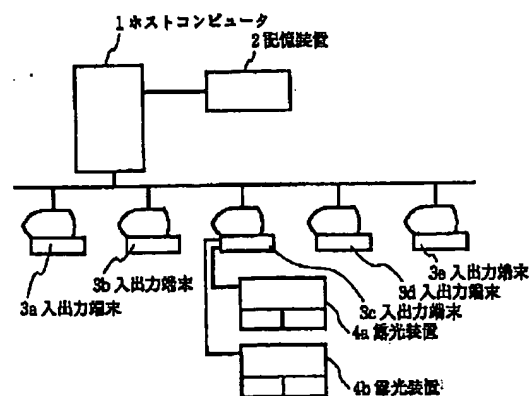 1 ホストコンピュータ
2 記憶装置
3a 入出力端末
3b 入出力端末
3c 入出力端末
3d 入出力端末
3e 入出力端末
4a 露光装置
4b 露光装置